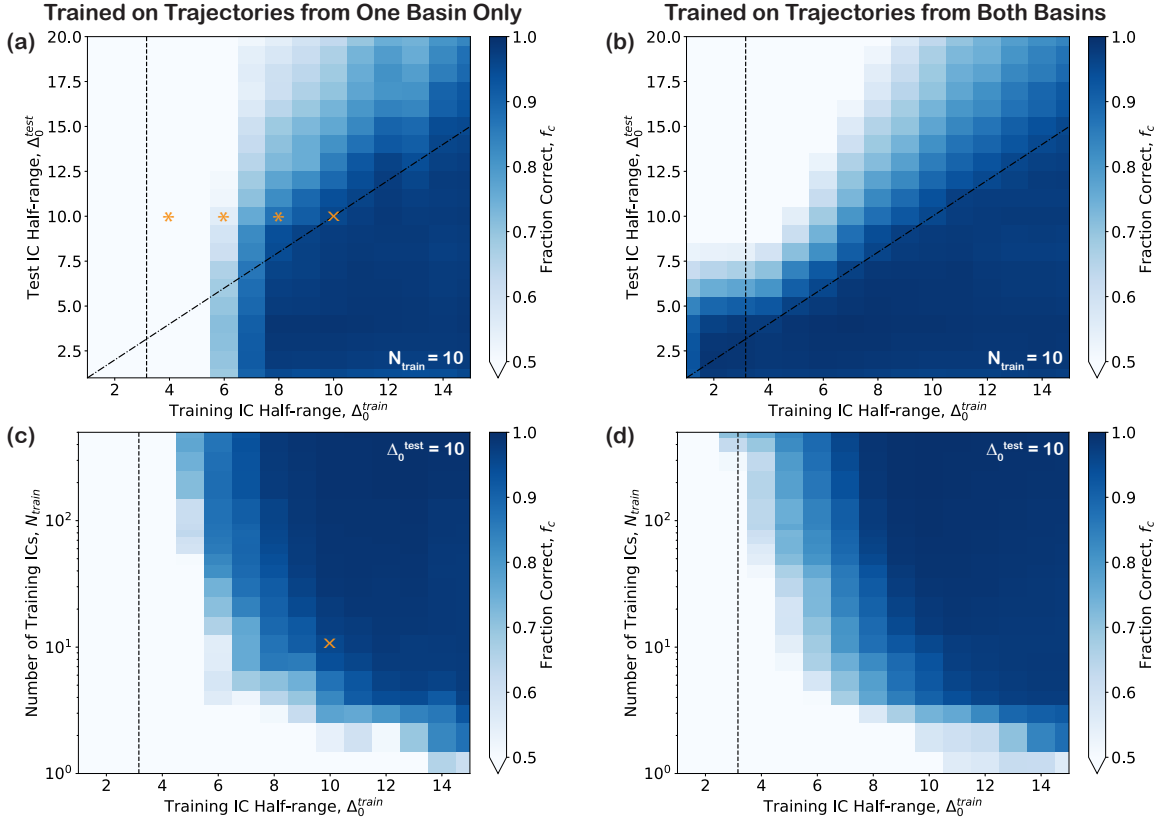 Trained on Trajectories from One Basin Only
Trained on Trajectories from Both Basins
(a)
20.0
17.5
15.0
12.5
10.0
7.5
5.0
2.5
Test IC Half-range, Δ₀ᵗᵉˢᵗ
2 4 6 8 10 12 14
Training IC Half-range, Δ₀ᵗʳᵃⁱⁿ
N_train = 10
1.0
0.9
0.8
0.7
0.6
0.5
Fraction Correct, f_c
(b)
20.0
17.5
15.0
12.5
10.0
7.5
5.0
2.5
Test IC Half-range, Δ₀ᵗᵉˢᵗ
2 4 6 8 10 12 14
Training IC Half-range, Δ₀ᵗʳᵃⁱⁿ
N_train = 10
1.0
0.9
0.8
0.7
0.6
0.5
Fraction Correct, f_c
(c)
10²
10¹
10⁰
Number of Training ICs, N_train
2 4 6 8 10 12 14
Training IC Half-range, Δ₀ᵗʳᵃⁱⁿ
Δ₀ᵗᵉˢᵗ = 10
1.0
0.9
0.8
0.7
0.6
0.5
Fraction Correct, f_c
(d)
10²
10¹
10⁰
Number of Training ICs, N_train
2 4 6 8 10 12 14
Training IC Half-range, Δ₀ᵗʳᵃⁱⁿ
Δ₀ᵗᵉˢᵗ = 10
1.0
0.9
0.8
0.7
0.6
0.5
Fraction Correct, f_c